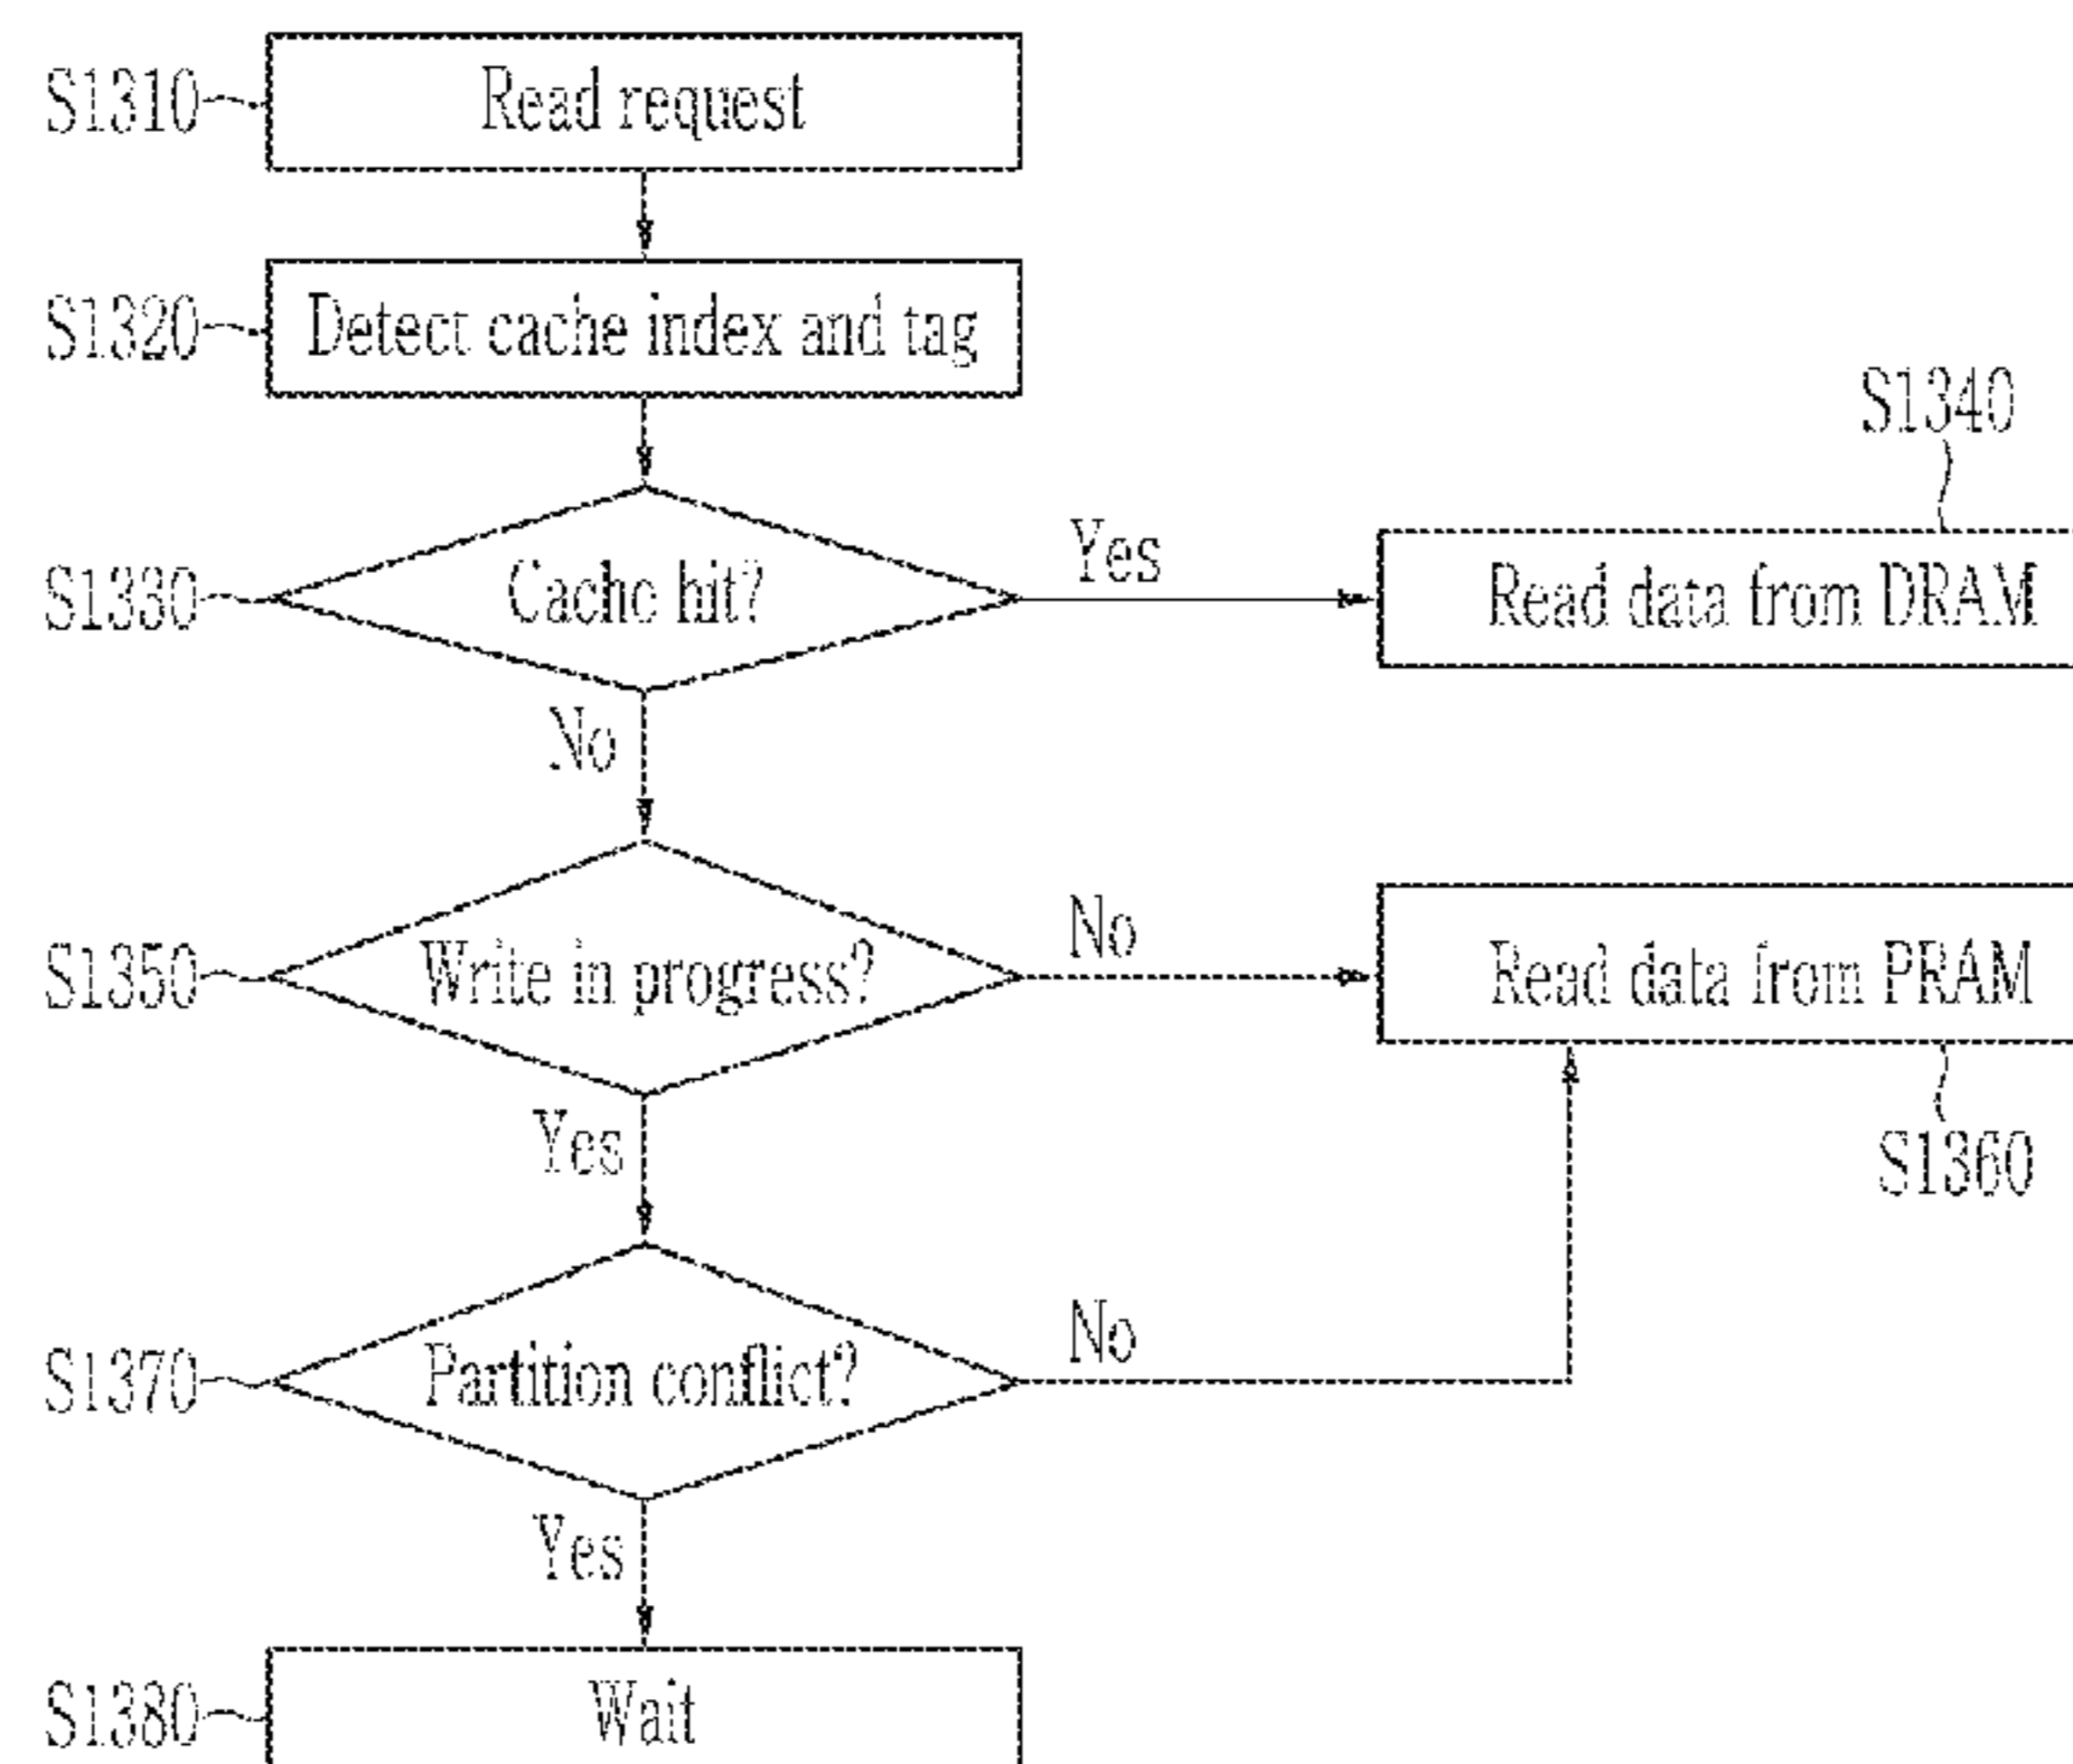 S1310
Read request
S1320
Detect cache index and tag
S1340
S1330
Cache hit?
Yes
Read data from DRAM
No
S1350
Write in progress?
No
Read data from PRAM
Yes
S1360
S1370
Partition conflict?
No
Yes
S1380
Wait